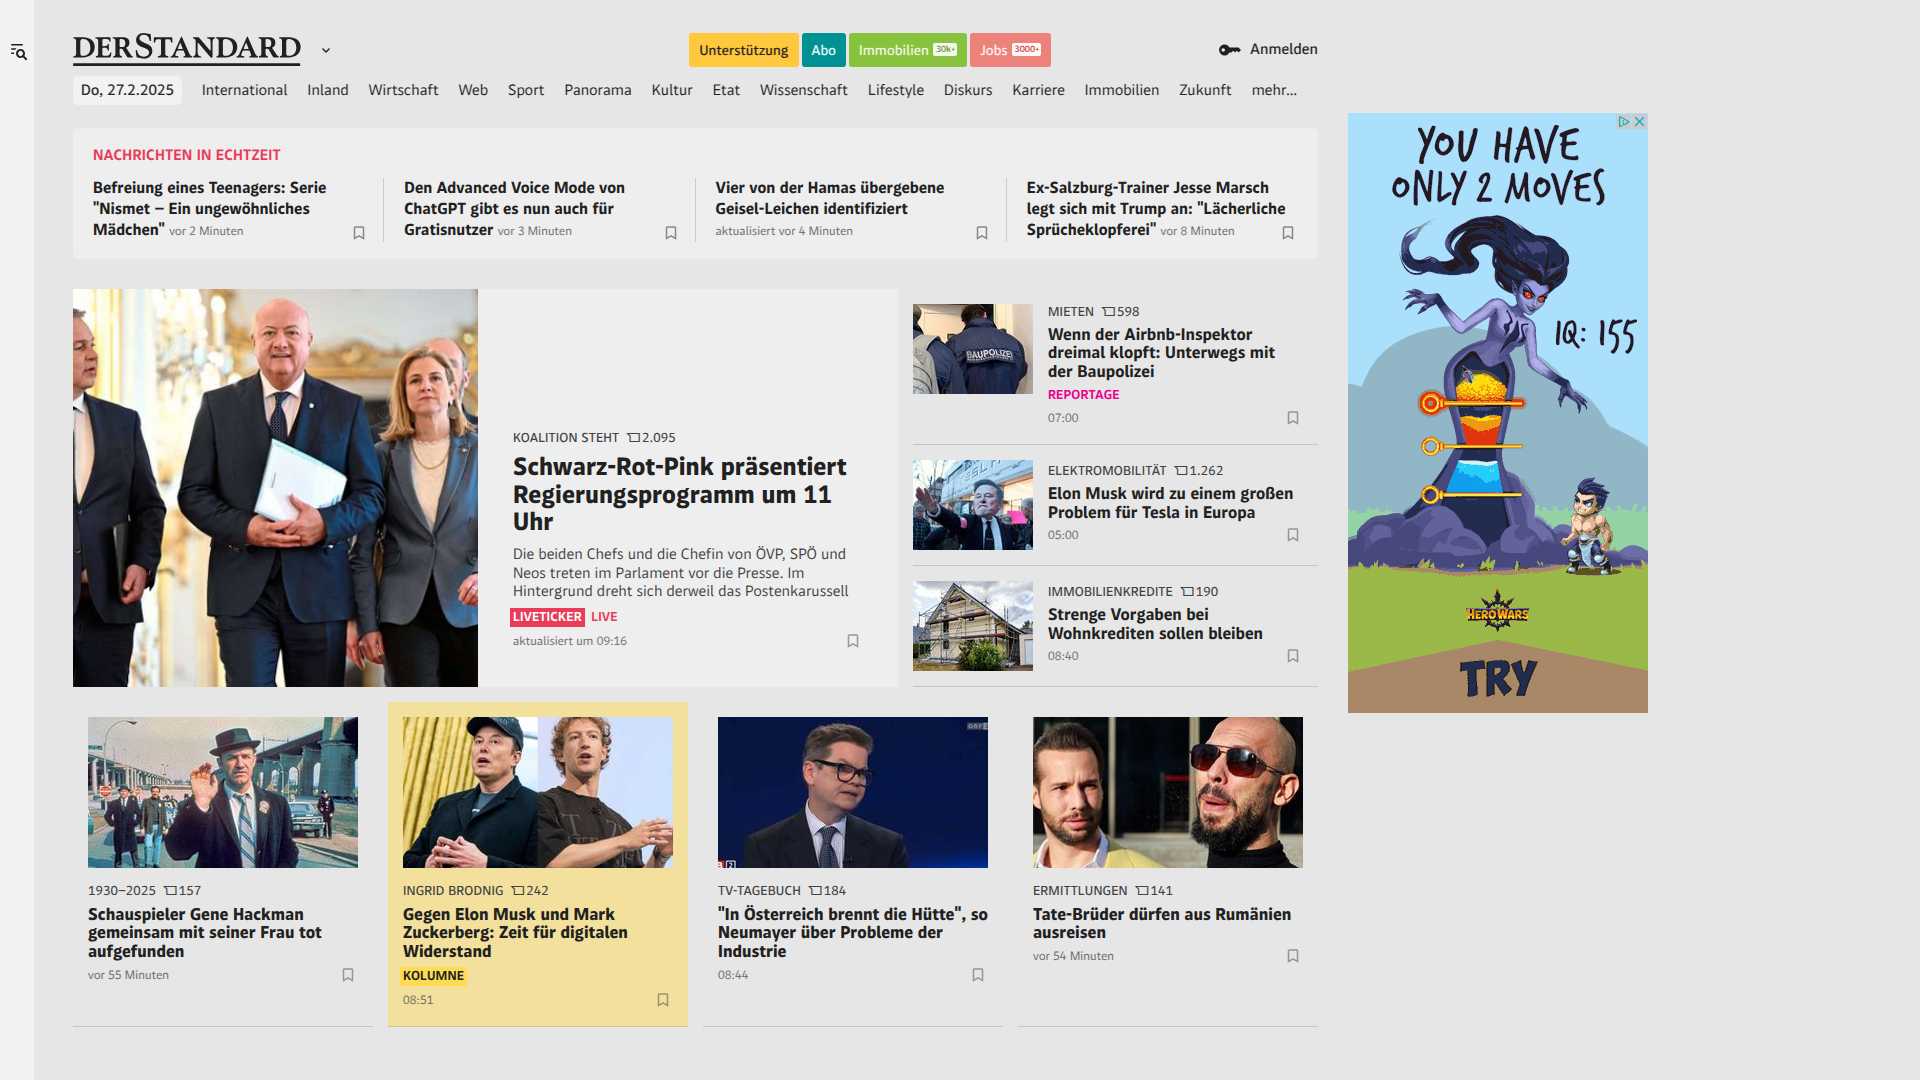 DERSTANDARD
Unterstützung
Abo
Immobilien 30k+
Jobs 3000+
Anmelden
Do, 27.2.2025
International
Inland
Wirtschaft
Web
Sport
Panorama
Kultur
Etat
Wissenschaft
Lifestyle
Diskurs
Karriere
Immobilien
Zukunft
mehr...
NACHRICHTEN IN ECHTZEIT
Befreiung eines Teenagers: Serie
"Nismet – Ein ungewöhnliches
Mädchen" vor 2 Minuten
Den Advanced Voice Mode von
ChatGPT gibt es nun auch für
Gratisnutzer vor 3 Minuten
Vier von der Hamas übergebene
Geisel-Leichen identifiziert
aktualisiert vor 4 Minuten
Ex-Salzburg-Trainer Jesse Marsch
legt sich mit Trump an: "Lächerliche
Sprücheklopferei" vor 8 Minuten
KOALITION STEHT 2.095
Schwarz-Rot-Pink präsentiert
Regierungsprogramm um 11
Uhr
Die beiden Chefs und die Chefin von ÖVP, SPÖ und
Neos treten im Parlament vor die Presse. Im
Hintergrund dreht sich derweil das Postenkarussell
LIVETICKER LIVE
aktualisiert um 09:16
BAUPOLIZEI
MIETEN 598
Wenn der Airbnb-Inspektor
dreimal klopft: Unterwegs mit
der Baupolizei
REPORTAGE
07:00
ELEKTROMOBILITÄT 1.262
Elon Musk wird zu einem großen
Problem für Tesla in Europa
05:00
IMMOBILIENKREDITE 190
Strenge Vorgaben bei
Wohnkrediten sollen bleiben
08:40
1930–2025 157
Schauspieler Gene Hackman
gemeinsam mit seiner Frau tot
aufgefunden
vor 55 Minuten
INGRID BRODNIG 242
Gegen Elon Musk und Mark
Zuckerberg: Zeit für digitalen
Widerstand
KOLUMNE
08:51
TV-TAGEBUCH 184
"In Österreich brennt die Hütte", so
Neumayer über Probleme der
Industrie
08:44
ERMITTLUNGEN 141
Tate-Brüder dürfen aus Rumänien
ausreisen
vor 54 Minuten
YOU HAVE
ONLY 2 MOVES
IQ: 155
HERO WARS
TRY